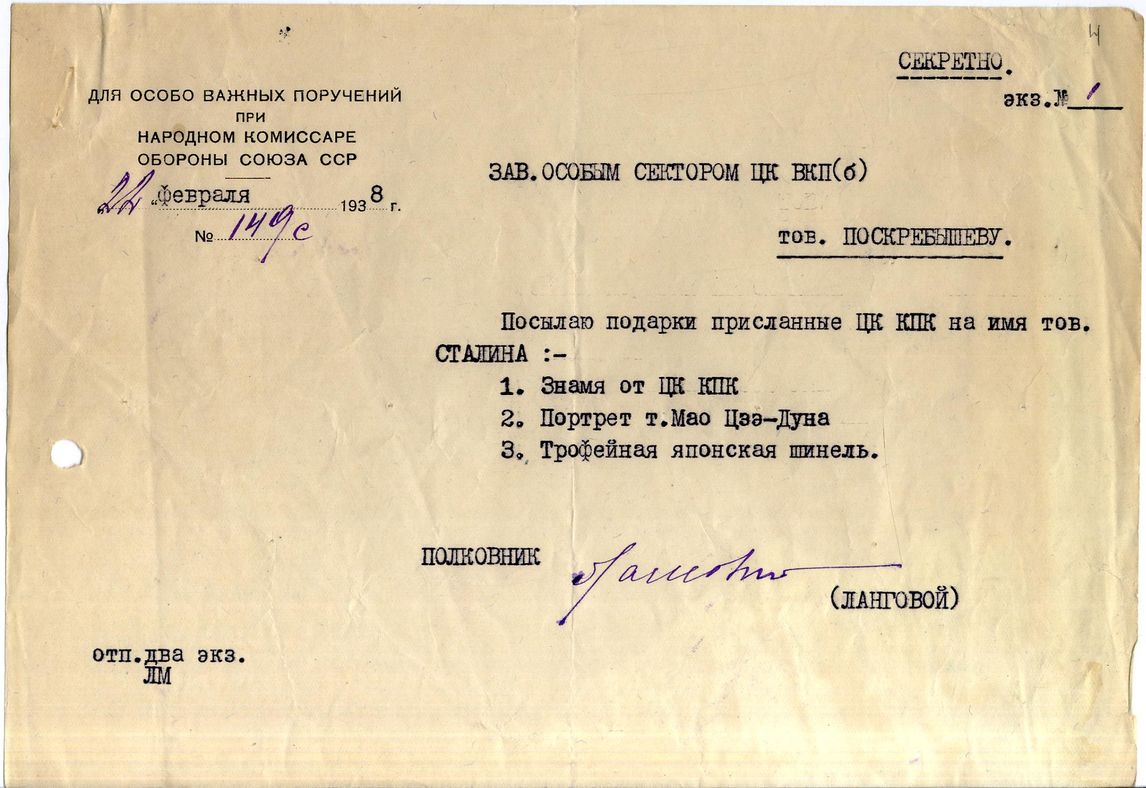 СЕКРЕТНО.
экз.№ 1
ДЛЯ ОСОБО ВАЖНЫХ ПОРУЧЕНИЙ
ПРИ
НАРОДНОМ КОМИССАРЕ
ОБОРОНЫ СОЮЗА ССР
"22" февраля 1938 г.
№ 149с
ЗАВ.ОСОБЫМ СЕКТОРОМ ЦК ВКП(б)
тов. ПОСКРЕБЫШЕВУ.
Посылаю подарки присланные ЦК КПК на имя тов.
СТАЛИНА :-
1. Знамя от ЦК КПК
2. Портрет т.Мао Цзэ-Дуна
3. Трофейная японская шинель.
ПОЛКОВНИК
(ЛАНГОВОЙ)
отп.два экз.
ЛМ